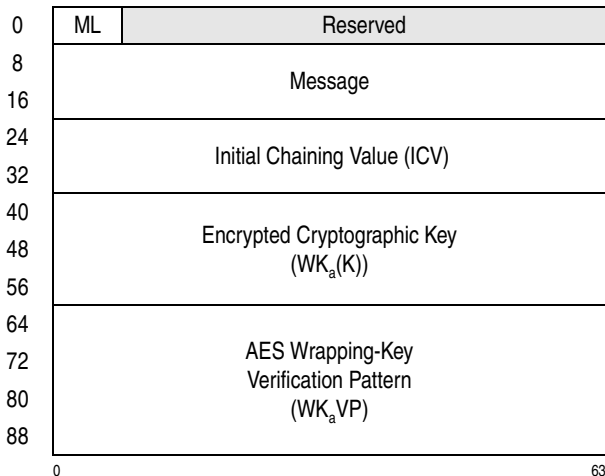 0 ML Reserved
8
Message
16
24
Initial Chaining Value (ICV)
32
40
Encrypted Cryptographic Key
48
(WKa(K))
56
64
AES Wrapping-Key
72
Verification Pattern
80
(WKaVP)
88
0 63